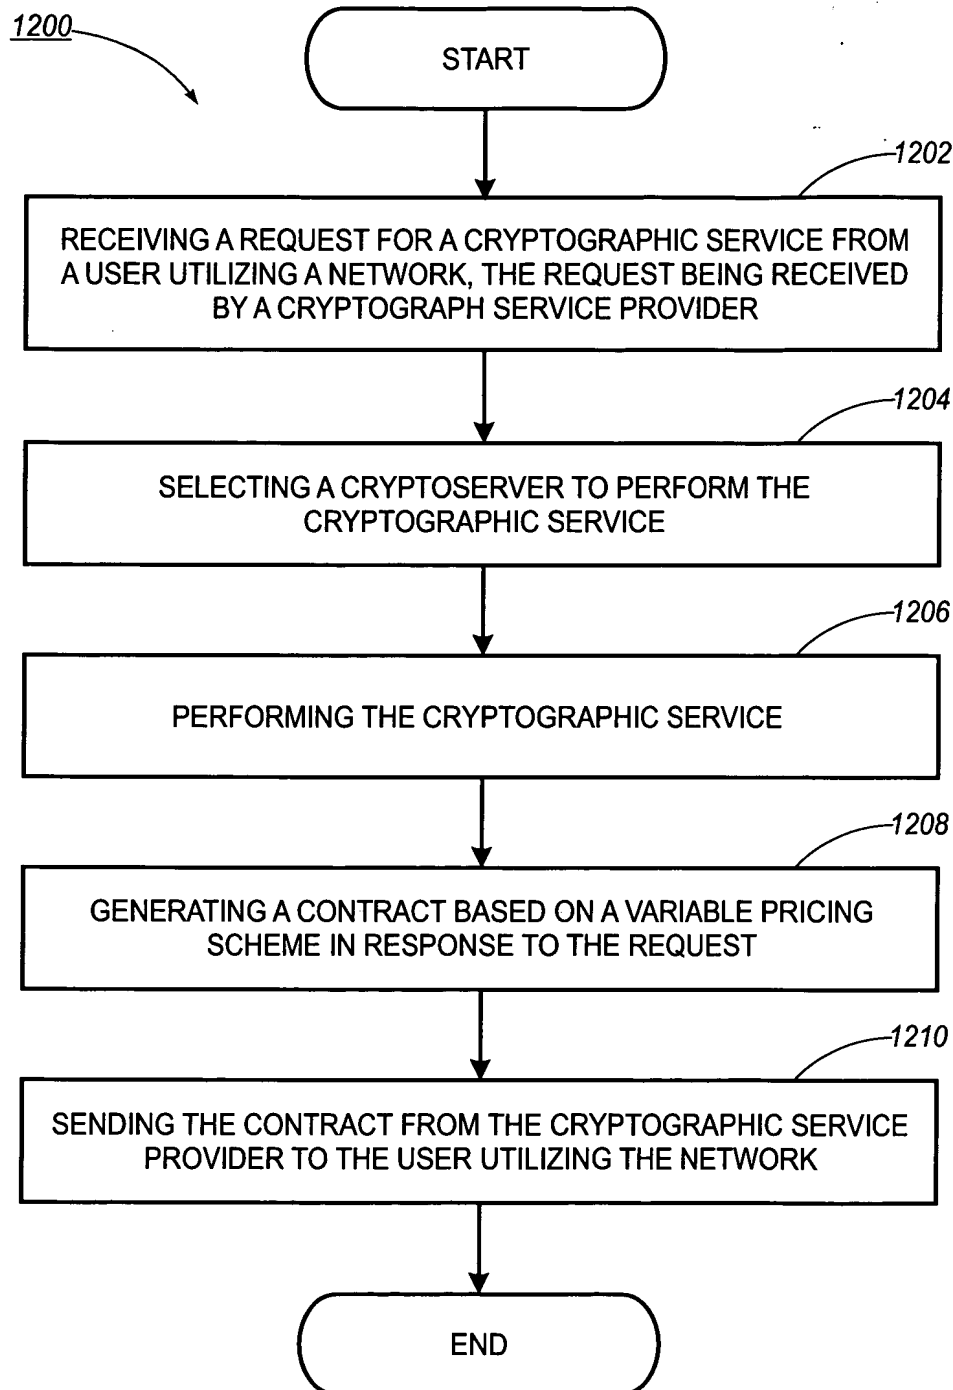 1200
START
1202
RECEIVING A REQUEST FOR A CRYPTOGRAPHIC SERVICE FROM
A USER UTILIZING A NETWORK, THE REQUEST BEING RECEIVED
BY A CRYPTOGRAPH SERVICE PROVIDER
1204
SELECTING A CRYPTOSERVER TO PERFORM THE
CRYPTOGRAPHIC SERVICE
1206
PERFORMING THE CRYPTOGRAPHIC SERVICE
1208
GENERATING A CONTRACT BASED ON A VARIABLE PRICING
SCHEME IN RESPONSE TO THE REQUEST
1210
SENDING THE CONTRACT FROM THE CRYPTOGRAPHIC SERVICE
PROVIDER TO THE USER UTILIZING THE NETWORK
END